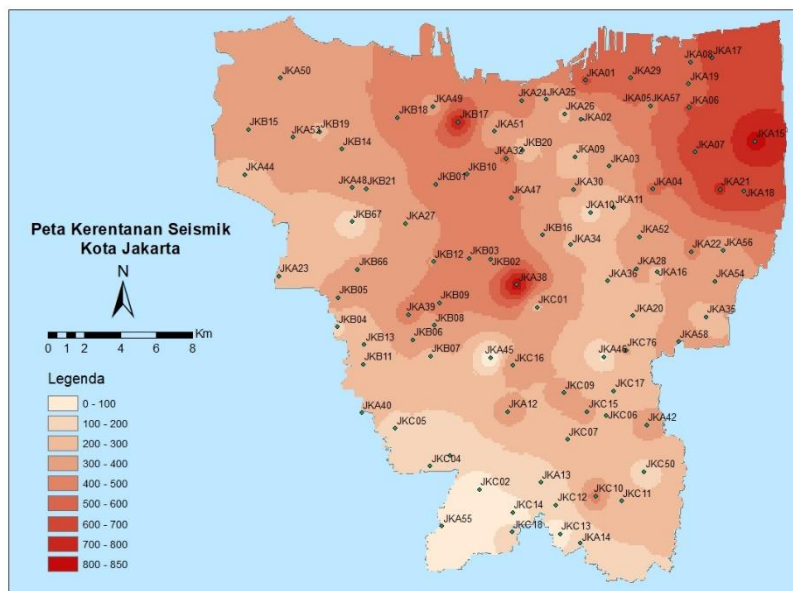 JKA08
JKA17
JKA50
JKA01
JKA29
JKA19
JKA49
JKA24
JKA25
JKA05
JKA57
JKA06
JKB18
JKB17
JKA26
JKA02
JKB15
JKB19
JKA51
JKA15
JKB14
JKA32
JKB20
JKA07
JKA09
JKA03
JKA44
JKB10
JKB01
JKA48
JKB21
JKA47
JKA30
JKA04
JKA21
JKA18
JKA10
JKA11
JKB67
JKA27
Peta Kerentanan Seismik
Kota Jakarta
JKB16
JKA34
JKA52
JKA22
JKA56
N
JKB12
JKB03
JKB02
JKB66
JKA23
JKA38
JKA36
JKA28
JKA16
JKA54
JKB05
JKB09
JKC01
JKA39
JKA20
JKA35
JKB04
JKB08
Km
0 1 2 4 6 8
JKB13
JKB06
JKA58
JKB11
JKB07
JKA45
JKC16
JKA46
JKC76
Legenda
0 - 100
JKC09
JKC17
100 - 200
JKA40
JKA12
JKC15
JKC06
200 - 300
JKC05
JKA42
300 - 400
JKC07
400 - 500
JKC04
JKC50
500 - 600
JKC02
JKA13
600 - 700
JKC14
JKC12
JKC10
JKC11
700 - 800
JKA55
JKC18
JKC13
800 - 850
JKA14